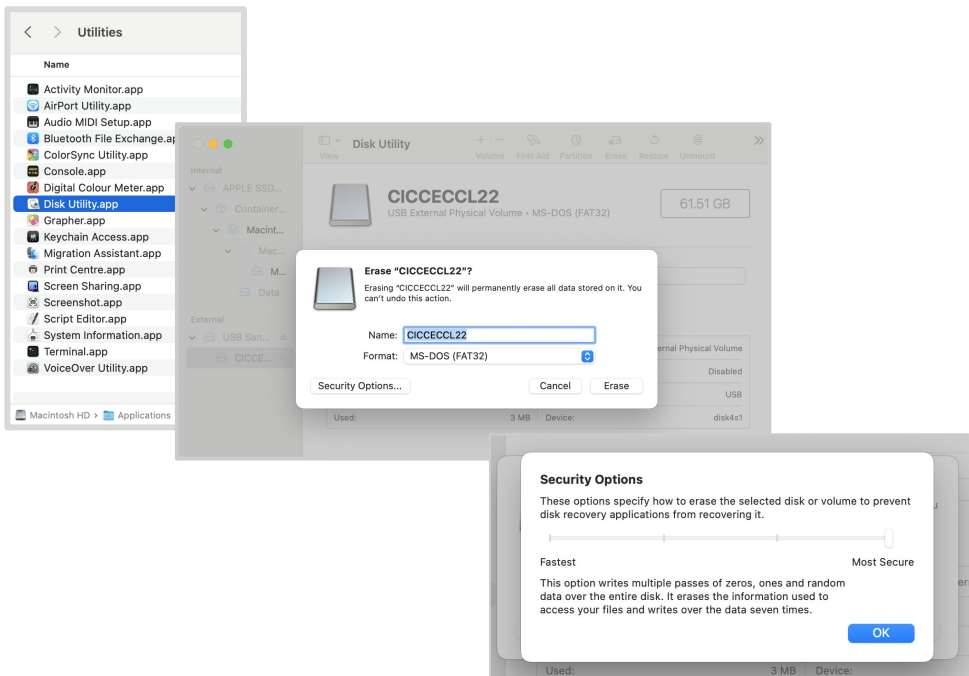 Utilities
Name
Activity Monitor.app
AirPort Utility.app
Audio MIDI Setup.app
Bluetooth File Exchange.ap
ColorSync Utility.app
Console.app
Digital Colour Meter.app
Disk Utility.app
Grapher.app
Keychain Access.app
Migration Assistant.app
Print Centre.app
Screen Sharing.app
Screenshot.app
Script Editor.app
System Information.app
Terminal.app
VoiceOver Utility.app
Macintosh HD › Applications
Disk Utility
View
Volume First Aid Partition Erase Restore Unmount
Internal
APPLE SSD...
Container...
Macint...
Mac...
M...
Data
External
USB San...
CICCE...
CICCECCL22
USB External Physical Volume • MS-DOS (FAT32)
61.51 GB
Erase “CICCECCL22”?
Erasing “CICCECCL22” will permanently erase all data stored on it. You
can’t undo this action.
Name: CICCECCL22
Format: MS-DOS (FAT32)
Security Options...
Cancel Erase
ernal Physical Volume
Disabled
USB
Used: 3 MB Device: disk4s1
Security Options
These options specify how to erase the selected disk or volume to prevent
disk recovery applications from recovering it.
Fastest Most Secure
This option writes multiple passes of zeros, ones and random
data over the entire disk. It erases the information used to
access your files and writes over the data seven times.
OK
Used: 3 MB Device: